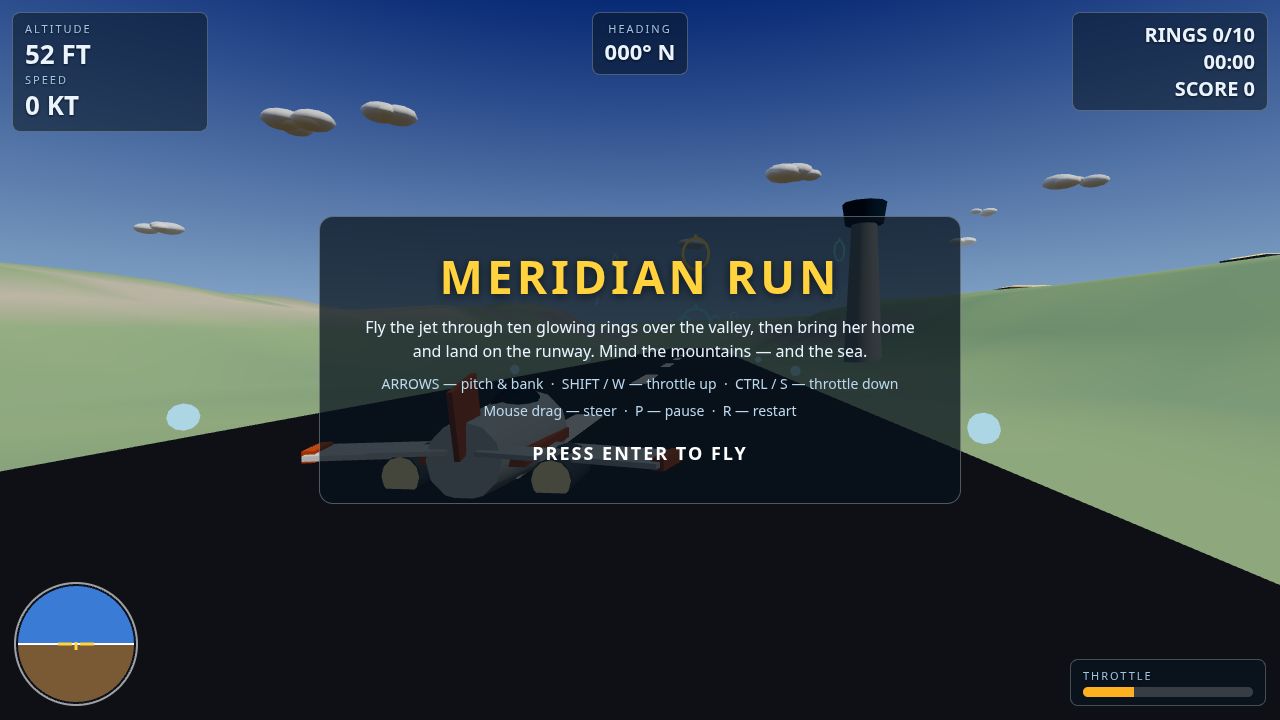 ALTITUDE
52 FT
SPEED
0 KT
HEADING
000° N
RINGS 0/10
00:00
SCORE 0
MERIDIAN RUN
Fly the jet through ten glowing rings over the valley, then bring her home
and land on the runway. Mind the mountains — and the sea.
ARROWS — pitch & bank · SHIFT / W — throttle up · CTRL / S — throttle down
Mouse drag — steer · P — pause · R — restart
PRESS ENTER TO FLY
THROTTLE